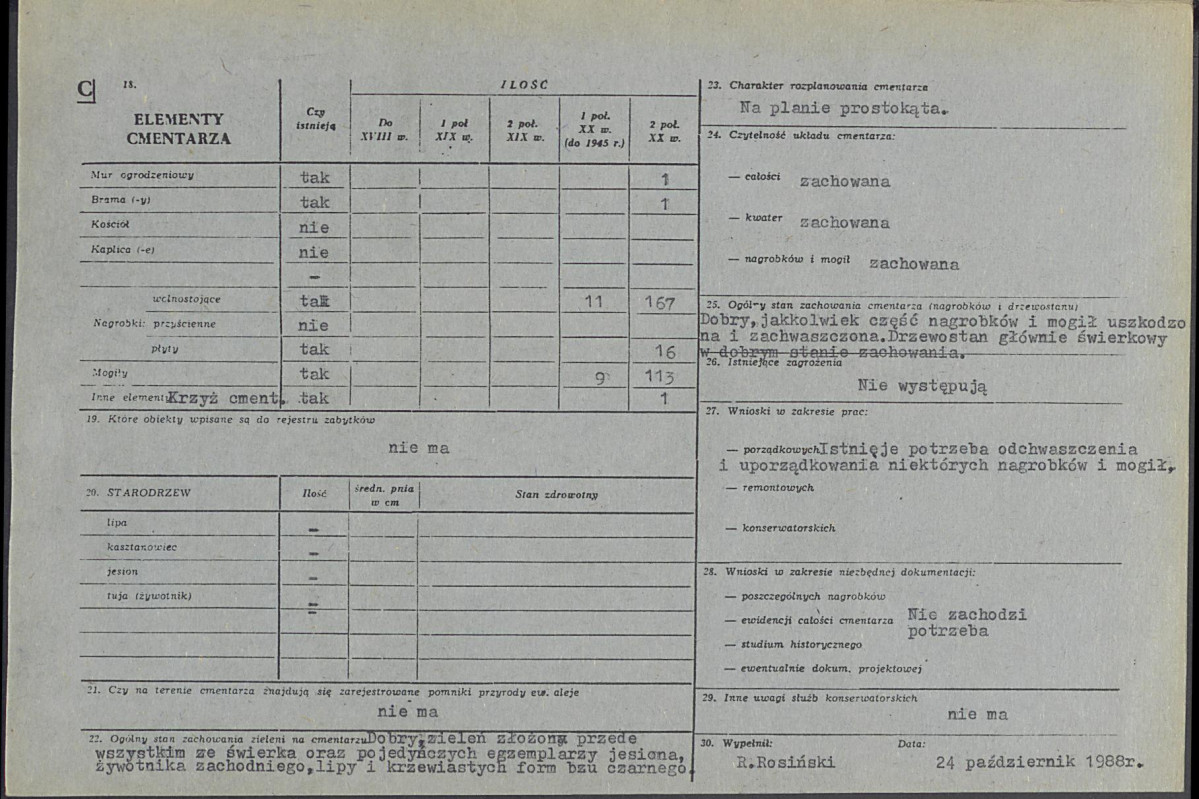 C
18.
ELEMENTY
CMENTARZA
Czy
istnieją
ILOŚĆ
Do
XVIII w.
1 poł
XIX w.
2 poł.
XIX w.
1 poł.
XX w.
(do 1945 r.)
2 poł.
XX w.
Mur ogrodzeniowy tak 1
Brama (-y) tak 1
Kościół nie
Kaplica (-e) nie
–
wolnostojące tak 11 167
Nagrobki: przyścienne nie
płyty tak 16
Mogiły tak 9 113
Inne elementy Krzyż cment. tak 1
19. Które obiekty wpisane są do rejestru zabytków
nie ma
20. STARODRZEW Ilość średn. pnia
w cm
Stan zdrowotny
lipa –
kasztanowiec –
jesion –
tuja (żywotnik) –
–
21. Czy na terenie cmentarza znajdują się zarejestrowane pomniki przyrody ew. aleje
nie ma
22. Ogólny stan zachowania zieleni na cmentarzu Dobry,zieleń złożona przede
wszystkim ze świerka oraz pojedyńczych egzemplarzy jesiona,
żywotnika zachodniego,lipy i krzewiastych form bzu czarnego.
23. Charakter rozplanowania cmentarza
Na planie prostokąta.
24. Czytelność układu cmentarza:
— całości zachowana
— kwater zachowana
— nagrobków i mogił zachowana
25. Ogólny stan zachowania cmentarza (nagrobków i drzewostanu)
Dobry,jakkolwiek część nagrobków i mogił uszkodzo
na i zachwaszczona.Drzewostan głównie świerkowy
w dobrym stanie zachowania.
26. Istniejące zagrożenia
Nie występują
27. Wnioski w zakresie prac:
— porządkowych Istnięje potrzeba odchwaszczenia
i uporządkowania niektórych nagrobków i mogił,
— remontowych
— konserwatorskich
28. Wnioski w zakresie niezbędnej dokumentacji:
— poszczególnych nagrobków
— ewidencji całości cmentarza Nie zachodzi
potrzeba
— studium historycznego
— ewentualnie dokum. projektowej
29. Inne uwagi służb konserwatorskich
nie ma
30. Wypełnił: Data:
R.Rosiński 24 październik 1988r.